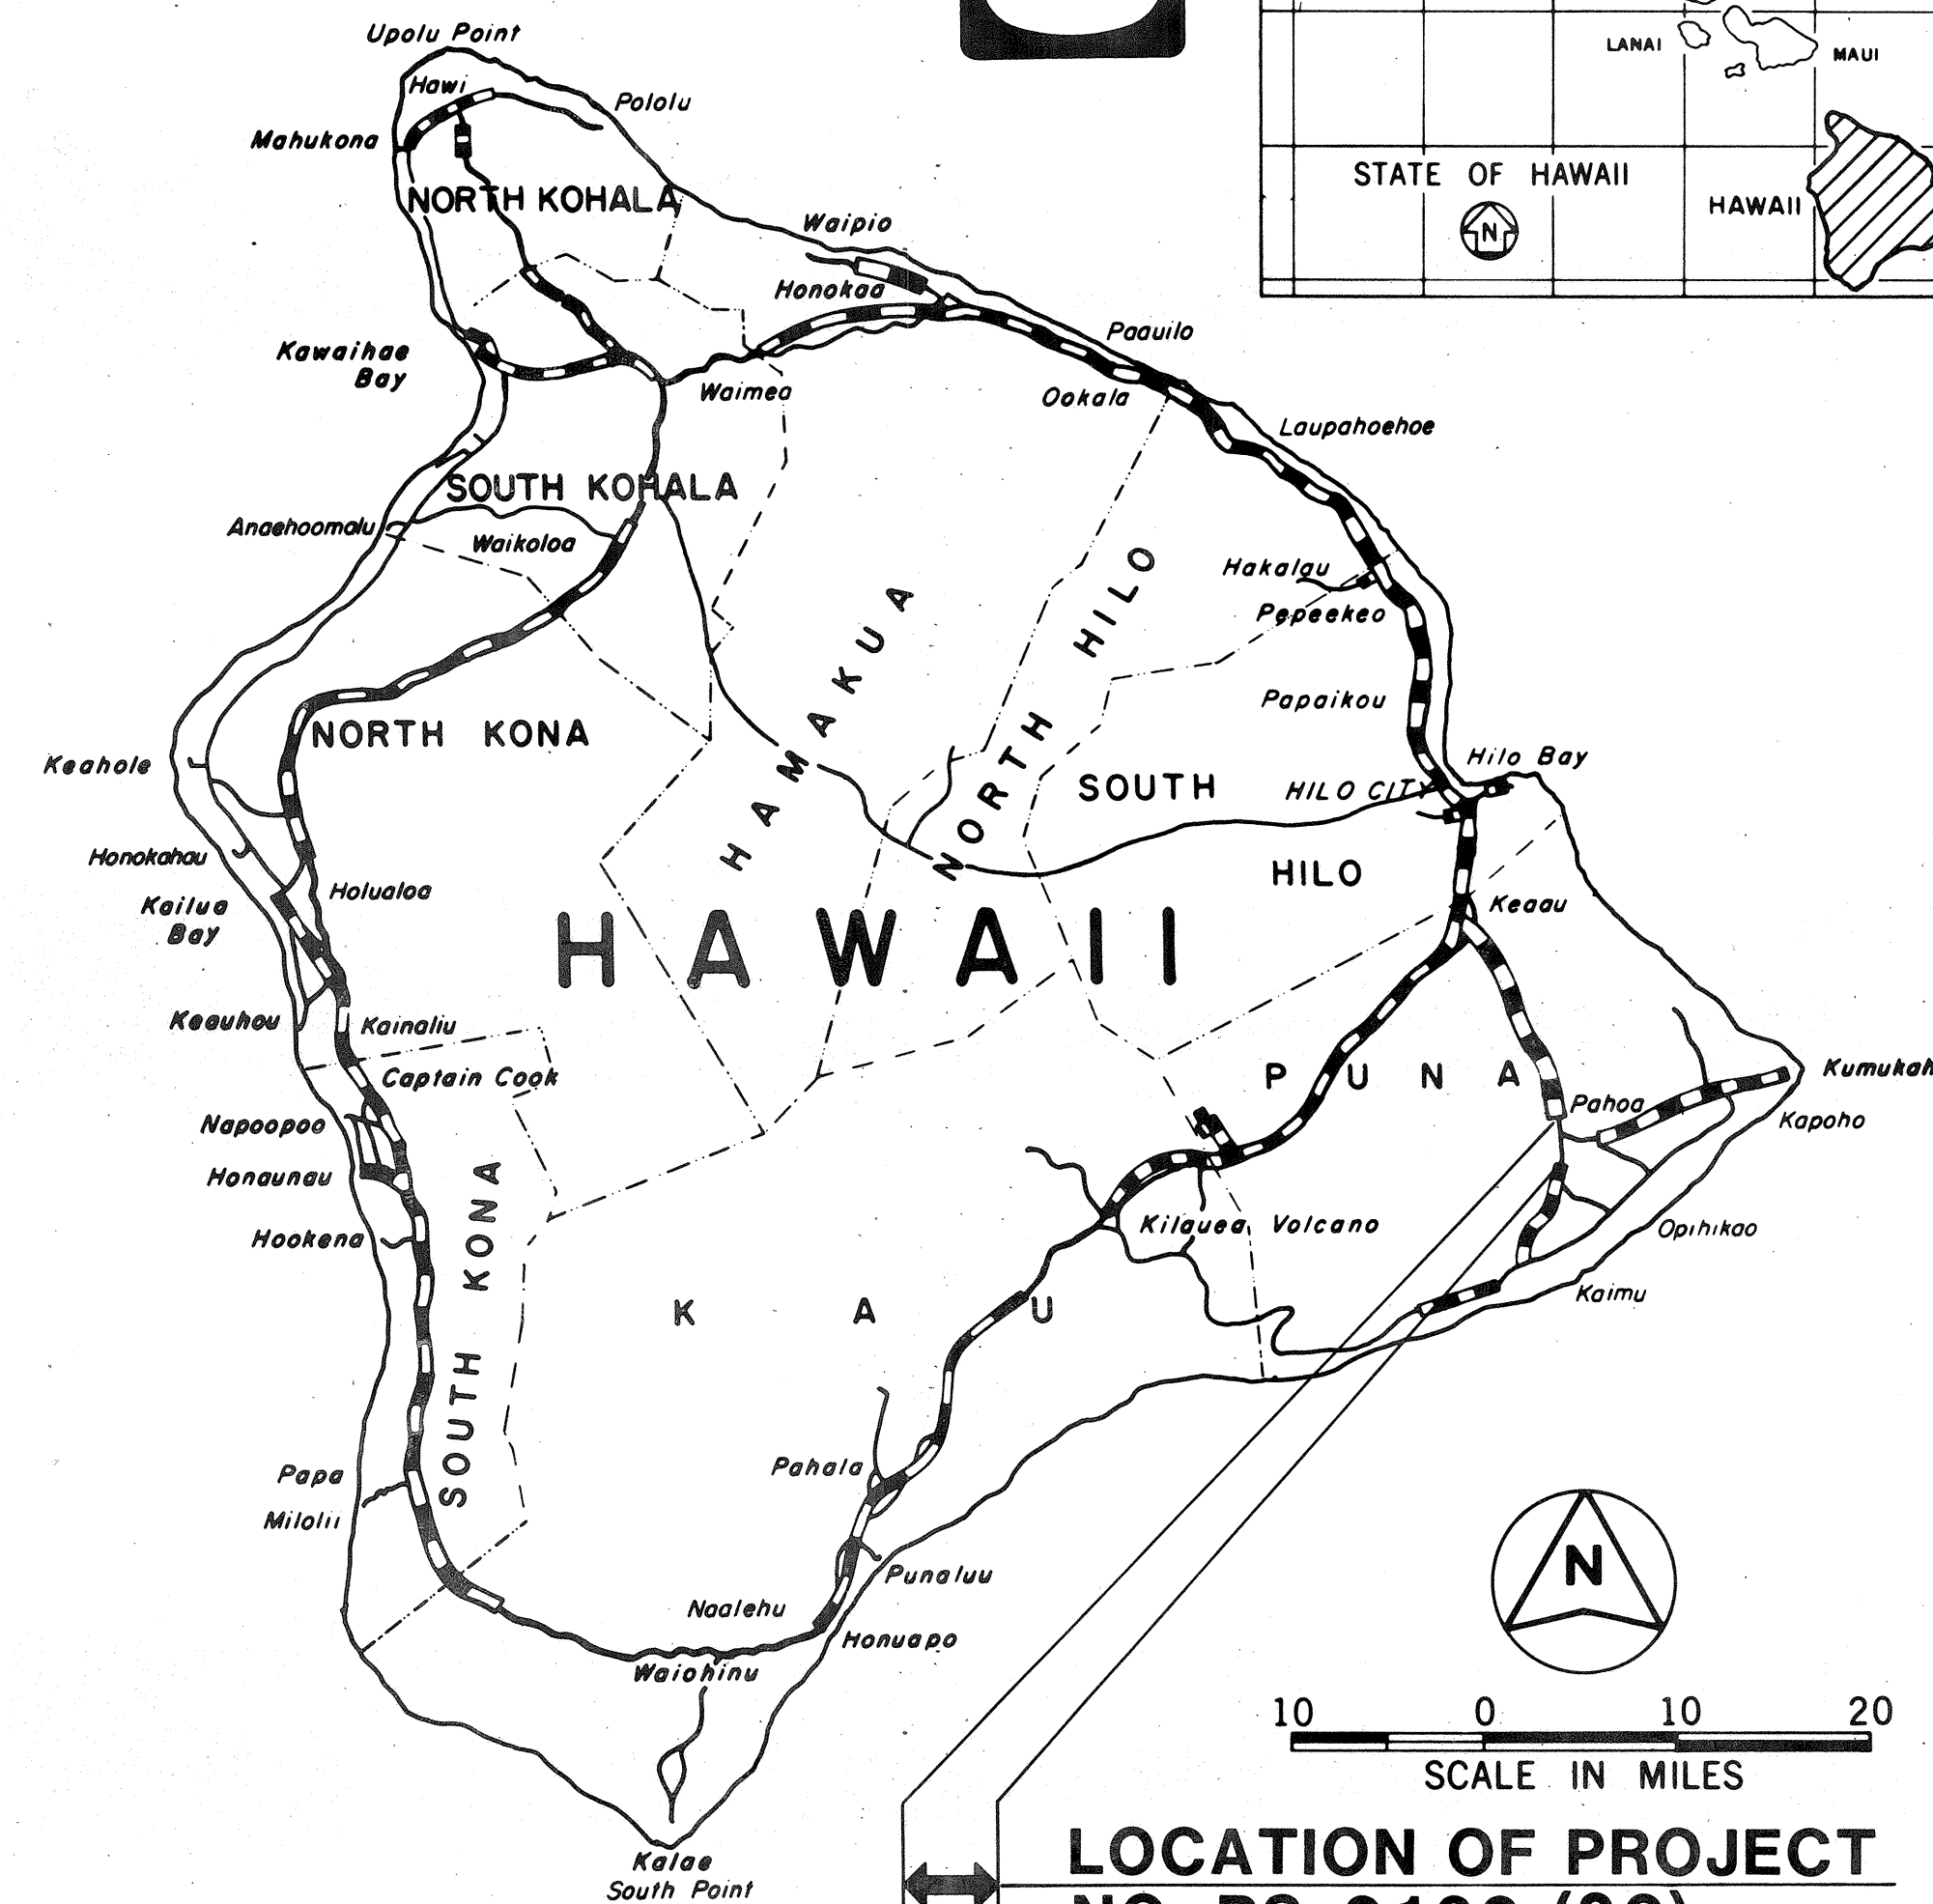 Upolu Point
Hawi
Pololu
Mahukona
NORTH KOHALA
Waipio
Honokaa
Kawaihae
Bay
Waimea
Paauilo
Ookala
Laupahoehoe
SOUTH KOHALA
Anaehoomalu
Waikoloa
Hakalau
Pepeekeo
Papaikou
HAMAKUA
NORTH HILO
NORTH KONA
Keahole
SOUTH
HILO
Hilo Bay
HILO CITY
Honokahau
Holualoa
Kailua
Bay
Keaau
HAWAII
Keauhou
Kainaliu
Captain Cook
PUNA
Kumukah
Pahoa
Kapoho
Napoopoo
Honaunau
Hookena
SOUTH KONA
Kilauea Volcano
Opihikao
Kaimu
KAU
Papa
Milolii
Pahala
Punaluu
Naalehu
Honuapo
Waiohinu
Kalae
South Point
LANAI
MAUI
STATE OF HAWAII
N
HAWAII
N
10 0 10 20
SCALE IN MILES
LOCATION OF PROJECT